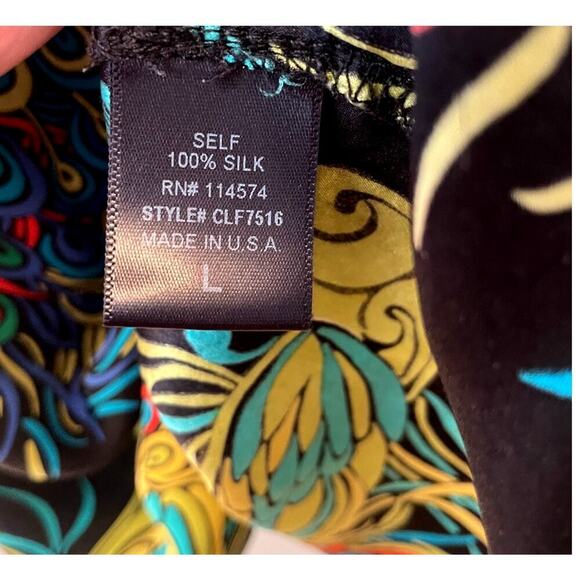 SELF
100% SILK
RN# 114574
STYLE# CLF7516
MADE IN U.S.A.
L